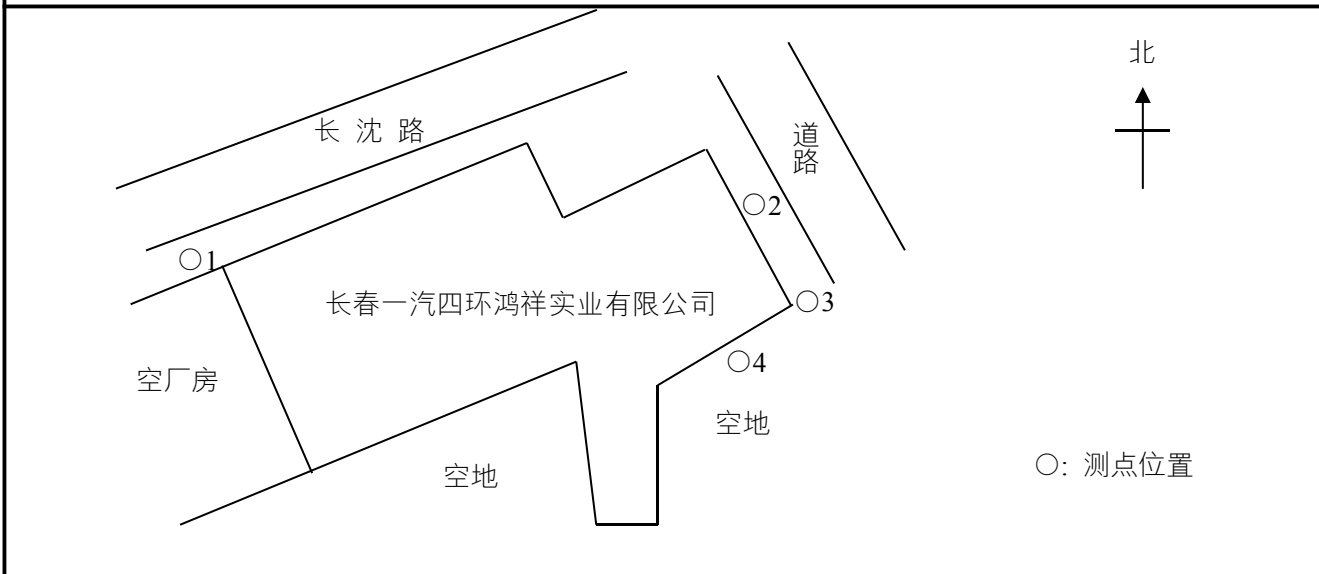 北
长 沈 路
道路
○2
○1
长春一汽四环鸿祥实业有限公司
○3
○4
空厂房
空地
空地
○: 测点位置